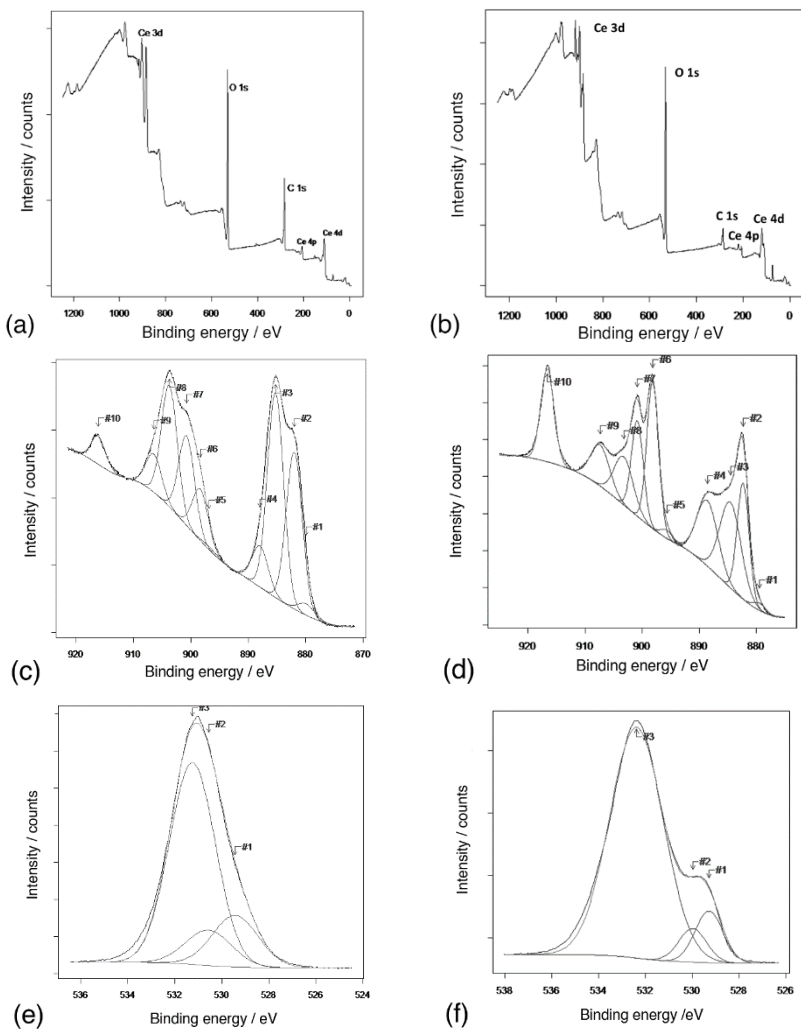 Ce 3d
O 1s
C 1s
Ce 4p
Ce 4d
Intensity / counts
1200 1000 800 600 400 200 0
Binding energy / eV
(a)
Ce 3d
O 1s
C 1s
Ce 4d
Ce 4p
Intensity / counts
1200 1000 800 600 400 200 0
Binding energy / eV
(b)
#8
#7
#3
#2
#10
#9
#6
#5
#4
#1
Intensity / counts
920 910 900 890 880 870
Binding energy / eV
(c)
#6
#7
#10
#2
#9
#8
#4
#3
#5
#1
Intensity / counts
920 910 900 890 880
Binding energy / eV
(d)
#3
#2
#1
Intensity / counts
536 534 532 530 528 526 524
Binding energy /eV
(e)
#3
#2
#1
Intensity / counts
538 536 534 532 530 528 526
Binding energy /eV
(f)